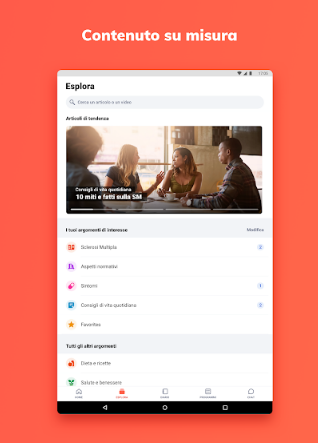 Contenuto su misura
Esplora
Cerca un articolo o un video
Articoli di tendenza
Consigli di vita quotidiana
10 miti e fatti sulla SM
I tuoi argomenti di interesse
Modifica
Sclerosi Multipla
Aspetti normativi
Sintomi
Consigli di vita quotidiana
Favorites
Tutti gli altri argomenti
Dieta e ricette
Salute e benessere